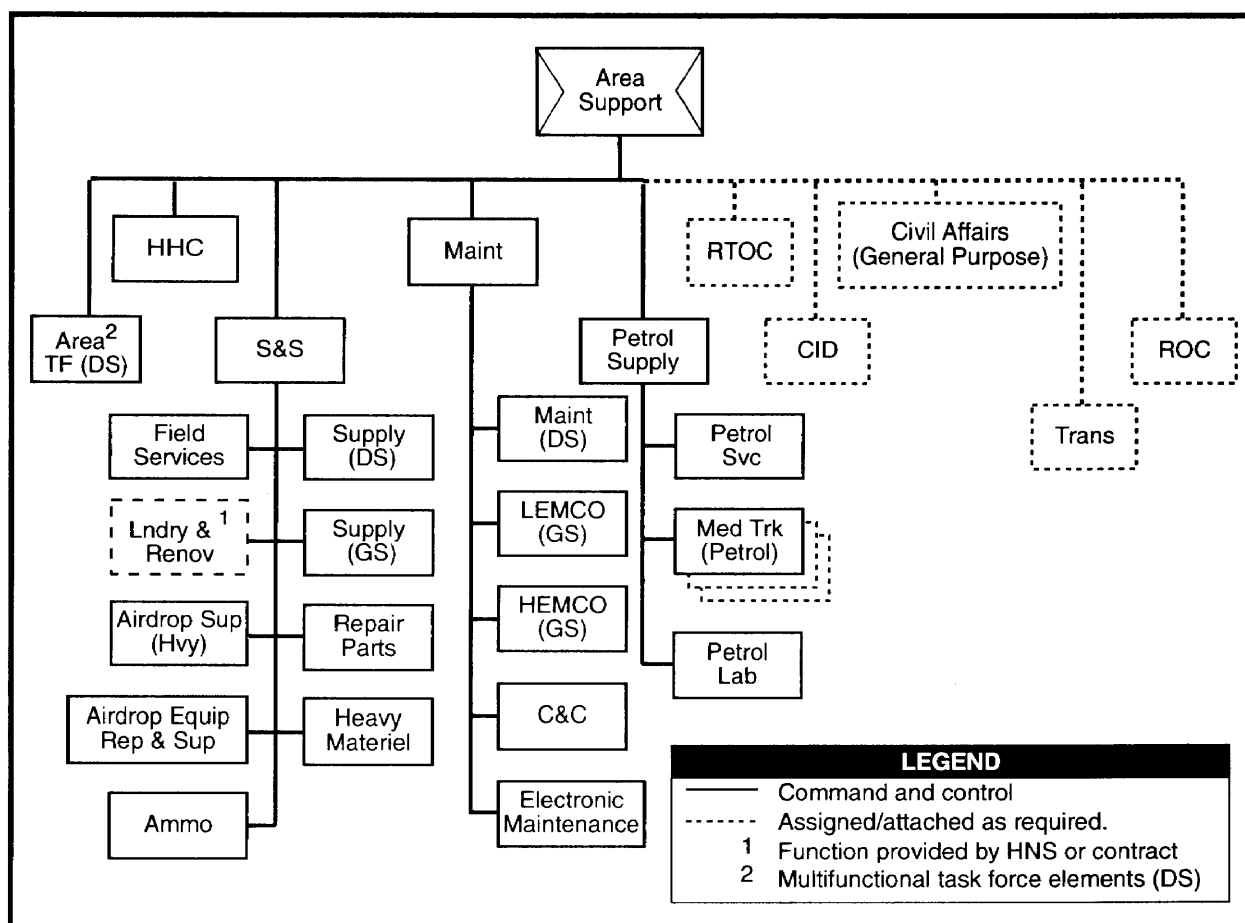 Area
Support
HHC
Maint
RTOC
Civil Affairs
(General Purpose)
Area2
TF (DS)
S&S
Petrol
Supply
CID
ROC
Trans
Field
Services
Supply
(DS)
Maint
(DS)
Petrol
Svc
Lndry & 1
Renov
Supply
(GS)
LEMCO
(GS)
Med Trk
(Petrol)
Airdrop Sup
(Hvy)
Repair
Parts
HEMCO
(GS)
Petrol
Lab
Airdrop Equip
Rep & Sup
Heavy
Materiel
C&C
Ammo
Electronic
Maintenance
LEGEND
Command and control
Assigned/attached as required.
1 Function provided by HNS or contract
2 Multifunctional task force elements (DS)